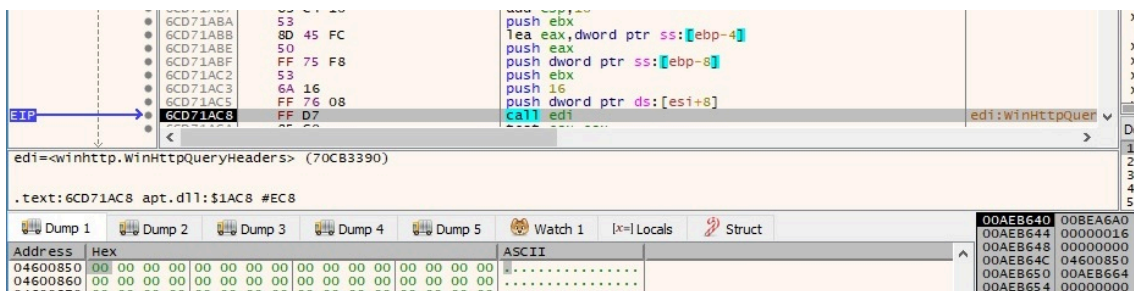 6CD71ABA 53 push ebx
6CD71ABB 8D 45 FC lea eax,dword ptr ss:[ebp-4]
6CD71ABE 50 push eax
6CD71ABF FF 75 F8 push dword ptr ss:[ebp-8]
6CD71AC2 53 push ebx
6CD71AC3 6A 16 push 16
6CD71AC5 FF 76 08 push dword ptr ds:[esi+8]
EIP 6CD71AC8 FF D7 call edi edi:WinHttpQuer
edi=<winhttp.WinHttpQueryHeaders> (70CB3390)
.text:6CD71AC8 apt.dll:$1AC8 #EC8
Dump 1 Dump 2 Dump 3 Dump 4 Dump 5 Watch 1 [x=] Locals Struct
Address Hex ASCII
04600850 00 00 00 00 00 00 00 00 00 00 00 00 00 00 00 00 ................
04600860 00 00 00 00 00 00 00 00 00 00 00 00 00 00 00 00 ................
00AEB640 00BEA6A0
00AEB644 00000016
00AEB648 00000000
00AEB64C 04600850
00AEB650 00AEB664
00AEB654 00000000
1
2
3
4
5